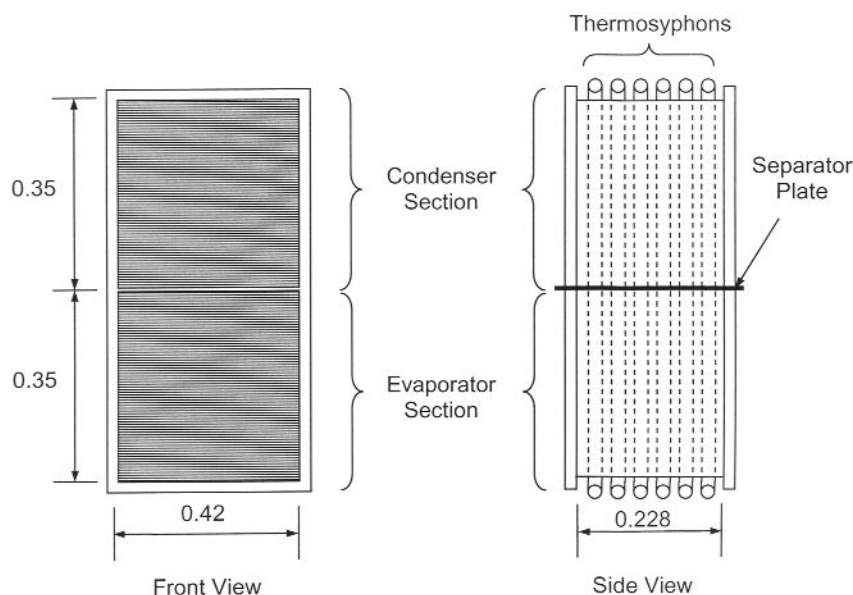 Thermosyphons
0.35
Condenser
Section
Separator
Plate
0.35
Evaporator
Section
0.42
0.228
Front View
Side View